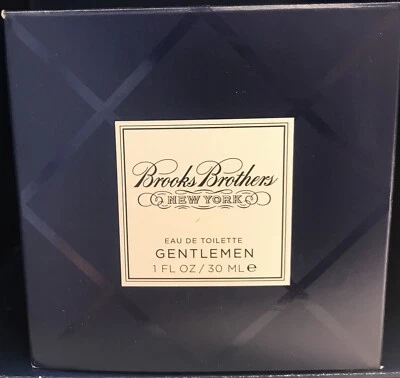 Brooks Brothers
NEW YORK
EAU DE TOILETTE
GENTLEMEN
1 FL OZ / 30 ML ℮